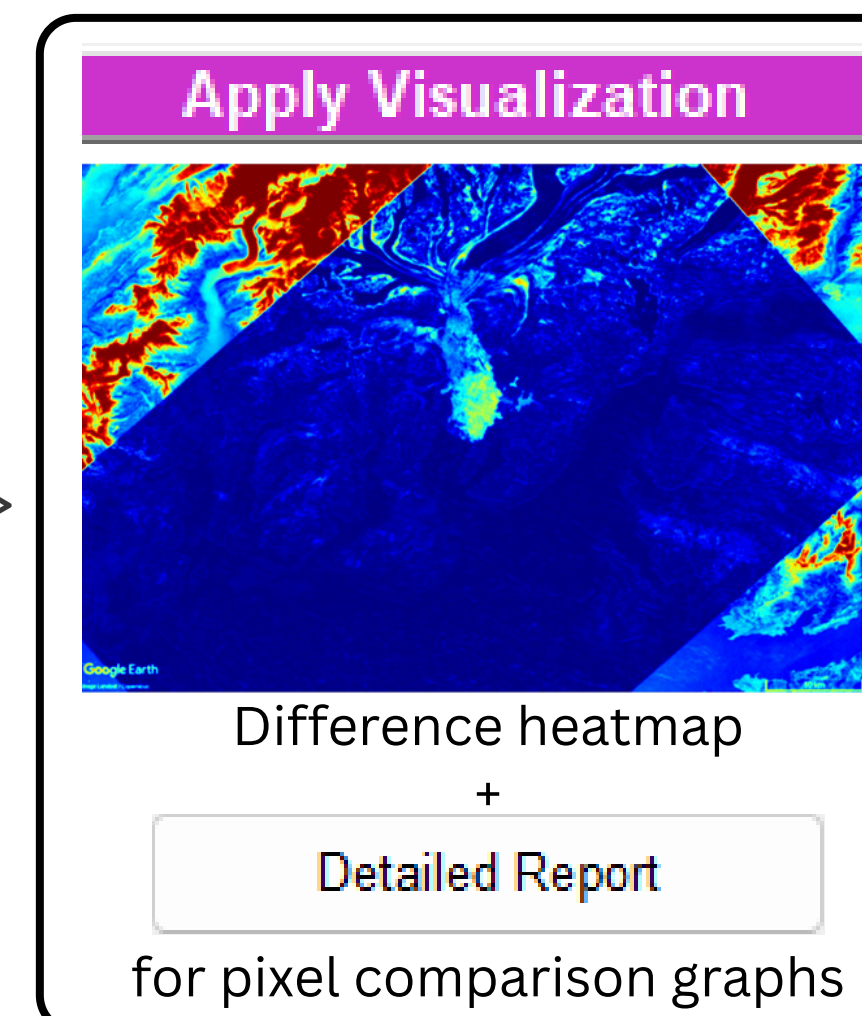 Apply Visualization
Google Earth
Difference heatmap
+
Detailed Report
for pixel comparison graphs